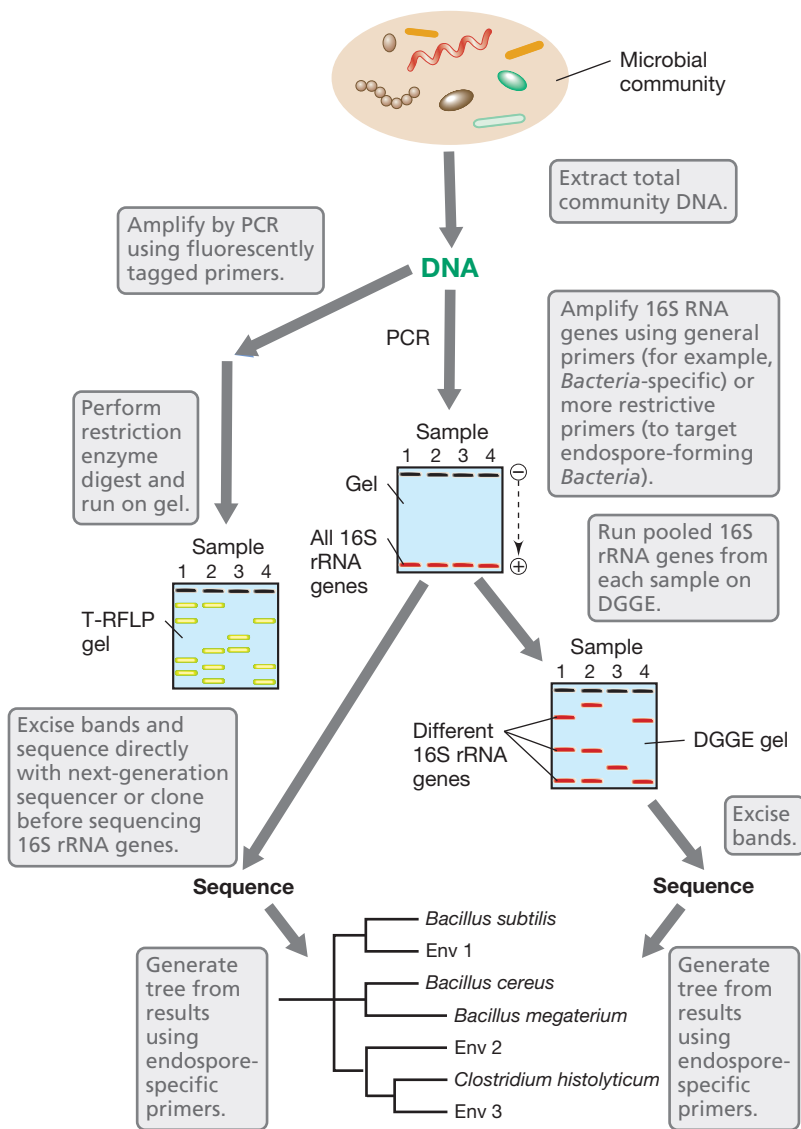 Microbial
community
Extract total
community DNA.
Amplify by PCR
using fluorescently
tagged primers.
DNA
PCR
Amplify 16S RNA
genes using general
primers (for example,
Bacteria-specific) or
more restrictive
primers (to target
endospore-forming
Bacteria).
Perform
restriction
enzyme
digest and
run on gel.
Sample
1 2 3 4
Gel
−
All 16S
rRNA
genes
+
Run pooled 16S
rRNA genes from
each sample on
DGGE.
Sample
1 2 3 4
T-RFLP
gel
Sample
1 2 3 4
Different
16S rRNA
genes
DGGE gel
Excise bands and
sequence directly
with next-generation
sequencer or clone
before sequencing
16S rRNA genes.
Excise
bands.
Sequence
Sequence
Generate
tree from
results
using
endospore-
specific
primers.
Bacillus subtilis
Env 1
Bacillus cereus
Bacillus megaterium
Env 2
Clostridium histolyticum
Env 3
Generate
tree from
results
using
endospore-
specific
primers.